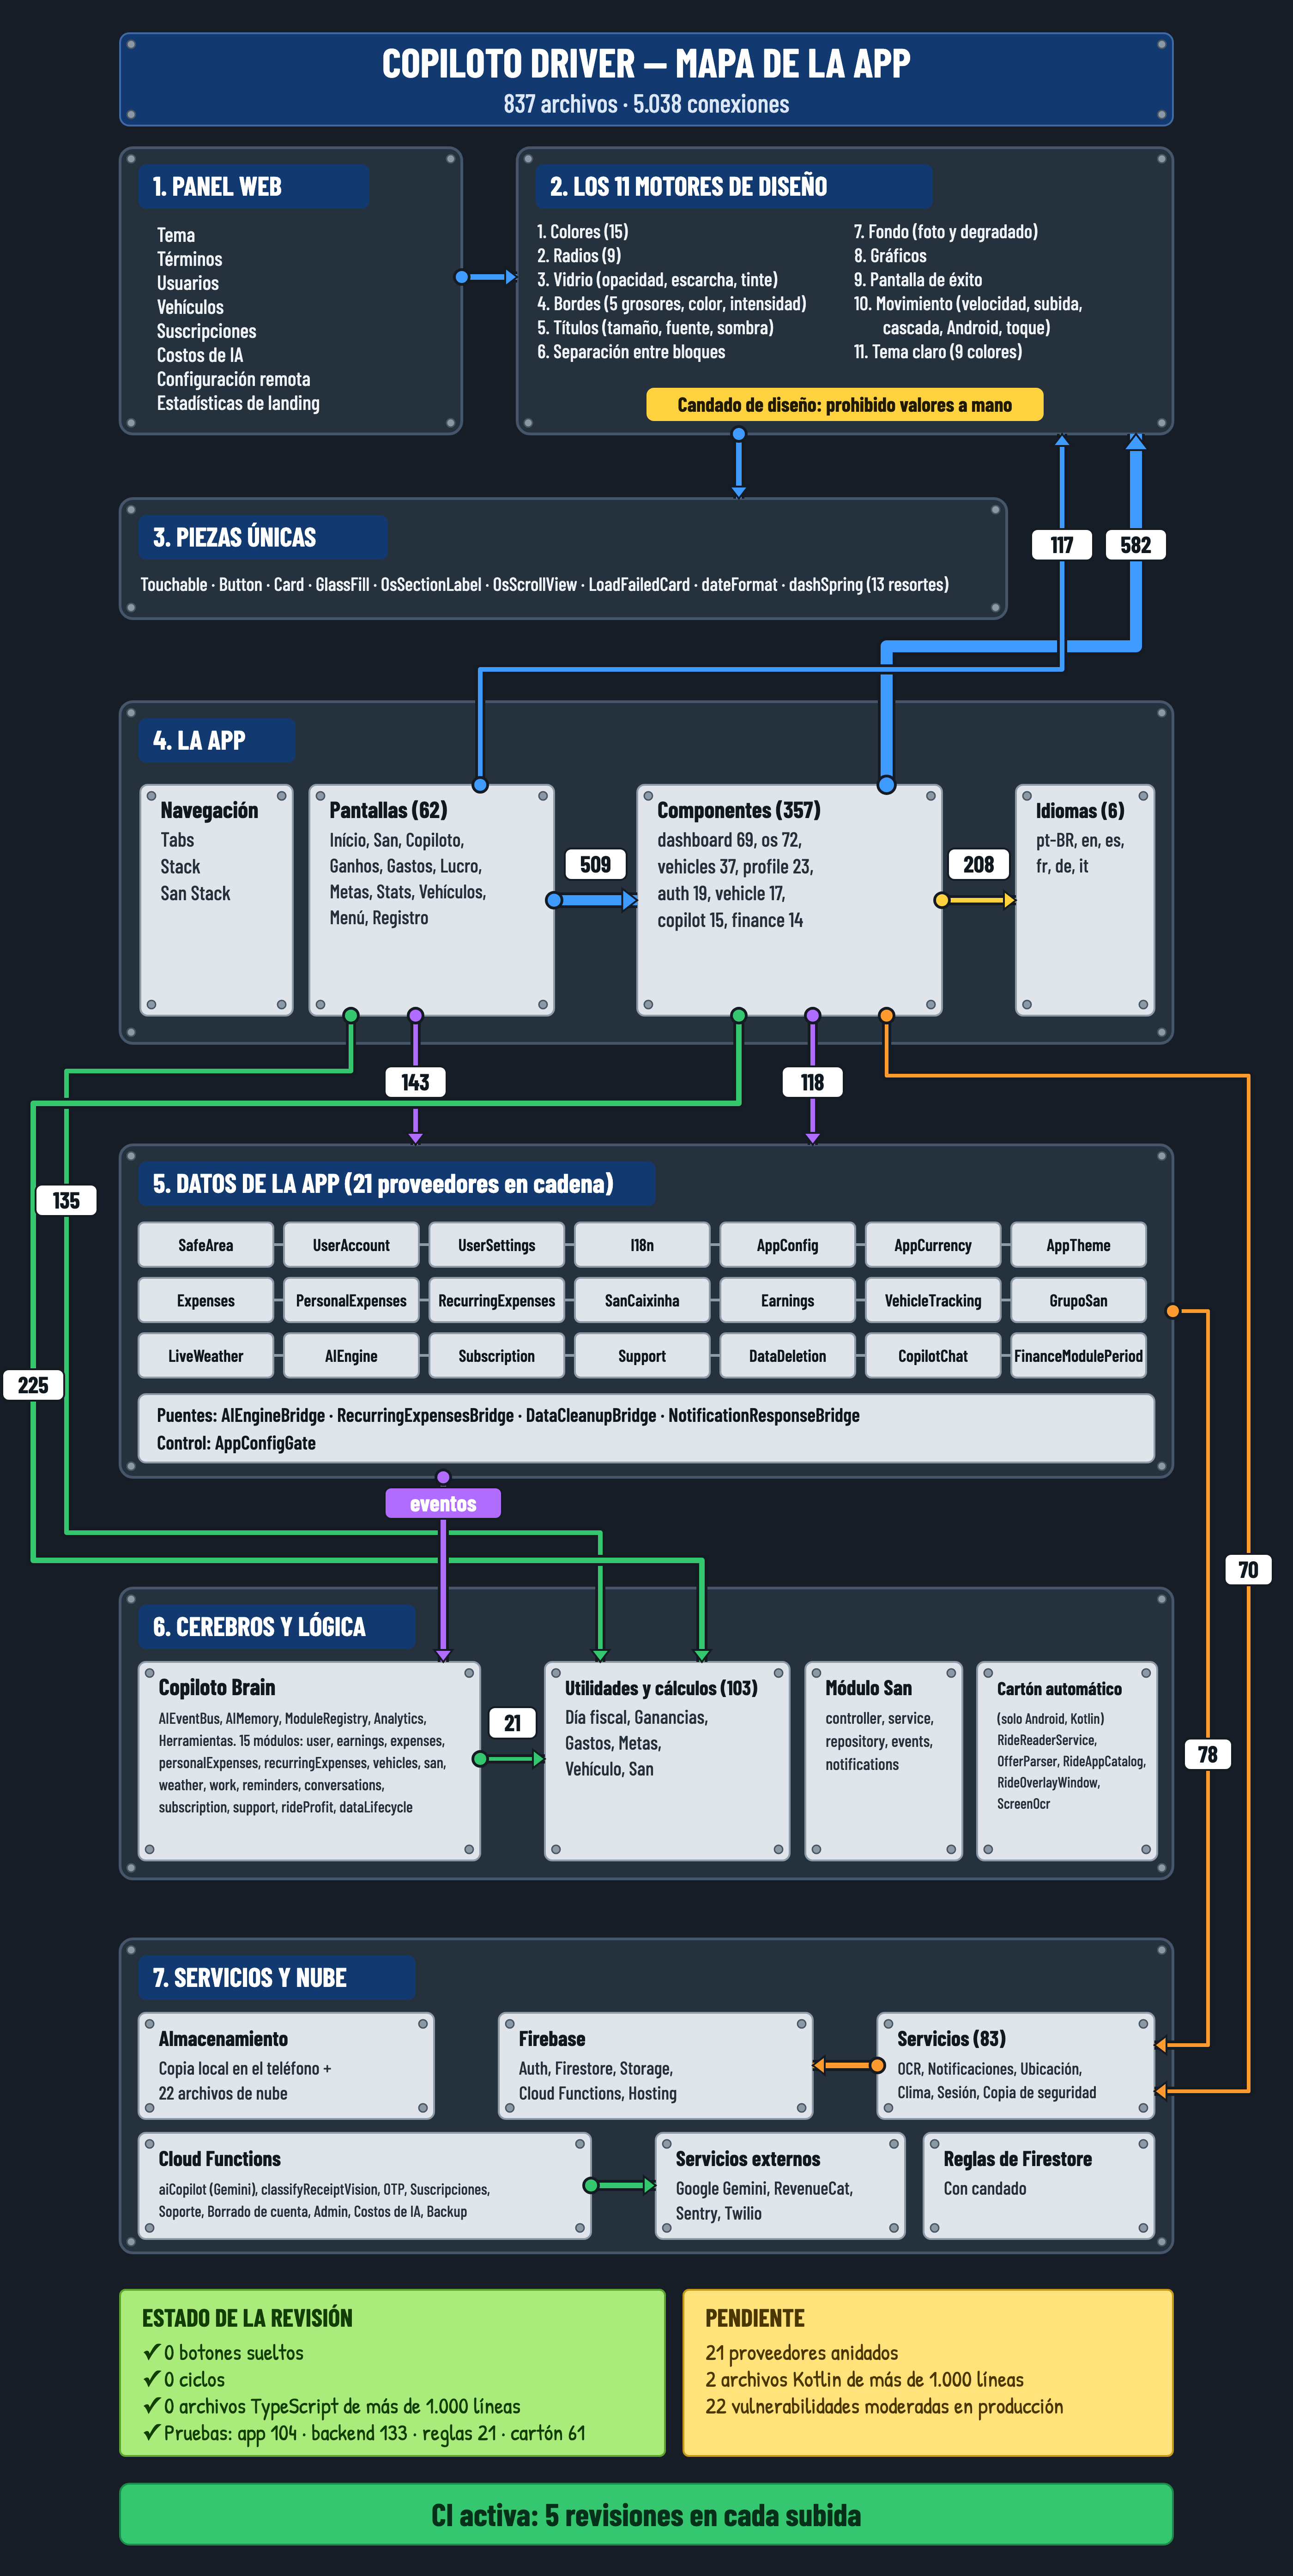 COPILOTO DRIVER — MAPA DE LA APP
837 archivos · 5.038 conexiones
1. PANEL WEB
Tema
Términos
Usuarios
Vehículos
Suscripciones
Costos de IA
Configuración remota
Estadísticas de landing
2. LOS 11 MOTORES DE DISEÑO
1. Colores (15)
2. Radios (9)
3. Vidrio (opacidad, escarcha, tinte)
4. Bordes (5 grosores, color, intensidad)
5. Títulos (tamaño, fuente, sombra)
6. Separación entre bloques
7. Fondo (foto y degradado)
8. Gráficos
9. Pantalla de éxito
10. Movimiento (velocidad, subida,
cascada, Android, toque)
11. Tema claro (9 colores)
Candado de diseño: prohibido valores a mano
117
582
3. PIEZAS ÚNICAS
Touchable · Button · Card · GlassFill · OsSectionLabel · OsScrollView · LoadFailedCard · dateFormat · dashSpring (13 resortes)
4. LA APP
Navegación
Tabs
Stack
San Stack
Pantallas (62)
Início, San, Copiloto,
Ganhos, Gastos, Lucro,
Metas, Stats, Vehículos,
Menú, Registro
509
Componentes (357)
dashboard 69, os 72,
vehicles 37, profile 23,
auth 19, vehicle 17,
copilot 15, finance 14
208
Idiomas (6)
pt-BR, en, es,
fr, de, it
143
118
135
225
5. DATOS DE LA APP (21 proveedores en cadena)
SafeArea
UserAccount
UserSettings
I18n
AppConfig
AppCurrency
AppTheme
Expenses
PersonalExpenses
RecurringExpenses
SanCaixinha
Earnings
VehicleTracking
GrupoSan
LiveWeather
AIEngine
Subscription
Support
DataDeletion
CopilotChat
FinanceModulePeriod
Puentes: AIEngineBridge · RecurringExpensesBridge · DataCleanupBridge · NotificationResponseBridge
Control: AppConfigGate
eventos
70
78
6. CEREBROS Y LÓGICA
Copiloto Brain
AIEventBus, AIMemory, ModuleRegistry, Analytics,
Herramientas. 15 módulos: user, earnings, expenses,
personalExpenses, recurringExpenses, vehicles, san,
weather, work, reminders, conversations,
subscription, support, rideProfit, dataLifecycle
21
Utilidades y cálculos (103)
Día fiscal, Ganancias,
Gastos, Metas,
Vehículo, San
Módulo San
controller, service,
repository, events,
notifications
Cartón automático
(solo Android, Kotlin)
RideReaderService,
OfferParser, RideAppCatalog,
RideOverlayWindow,
ScreenOcr
7. SERVICIOS Y NUBE
Almacenamiento
Copia local en el teléfono +
22 archivos de nube
Firebase
Auth, Firestore, Storage,
Cloud Functions, Hosting
Servicios (83)
OCR, Notificaciones, Ubicación,
Clima, Sesión, Copia de seguridad
Cloud Functions
aiCopilot (Gemini), classifyReceiptVision, OTP, Suscripciones,
Soporte, Borrado de cuenta, Admin, Costos de IA, Backup
Servicios externos
Google Gemini, RevenueCat,
Sentry, Twilio
Reglas de Firestore
Con candado
ESTADO DE LA REVISIÓN
✓ 0 botones sueltos
✓ 0 ciclos
✓ 0 archivos TypeScript de más de 1.000 líneas
✓ Pruebas: app 104 · backend 133 · reglas 21 · cartón 61
PENDIENTE
21 proveedores anidados
2 archivos Kotlin de más de 1.000 líneas
22 vulnerabilidades moderadas en producción
CI activa: 5 revisiones en cada subida